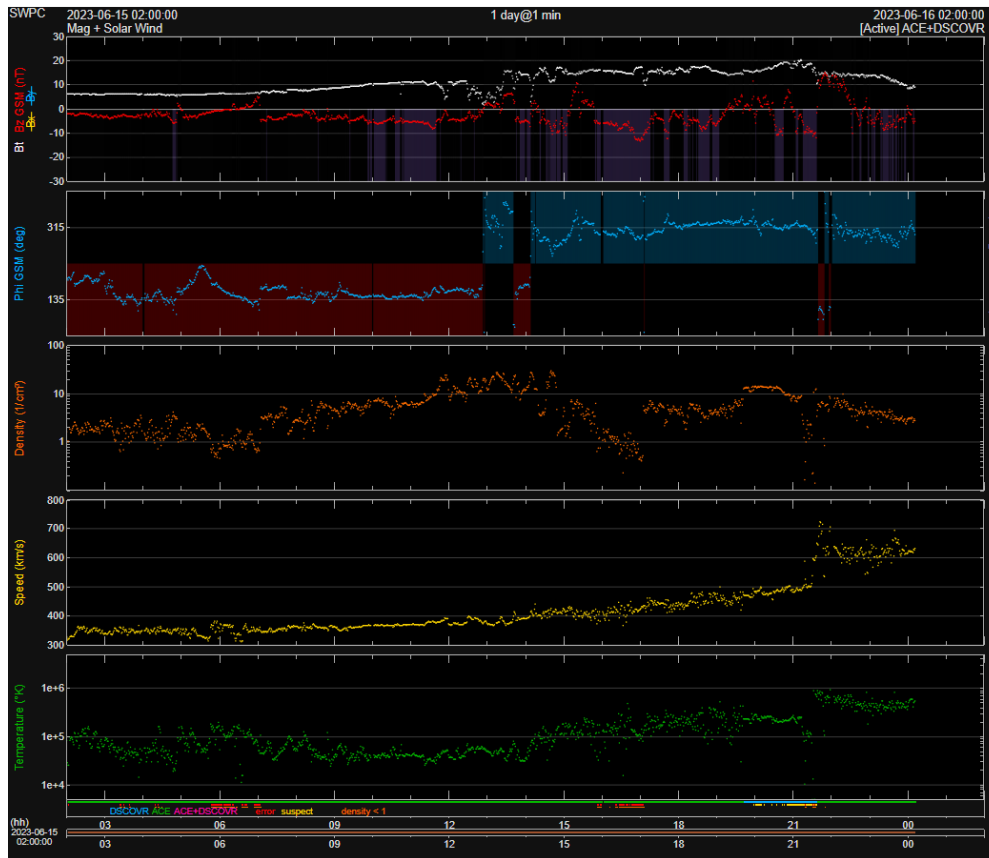 SWPC 2023-06-15 02:00:00 1 day@1 min 2023-06-16 02:00:00
Mag + Solar Wind [Active] ACE+DSCOVR
Bt Bz GSM (nT)
Bx By
30
20
10
0
-10
-20
-30
Phi GSM (deg)
315
135
Density (1/cm³)
100
10
1
Speed (km/s)
800
700
600
500
400
300
Temperature (°K)
1e+6
1e+5
1e+4
DSCOVR ACE ACE+DSCOVR error suspect density < 1
(hh) 03 06 09 12 15 18 21 00
2023-06-15
02:00:00 03 06 09 12 15 18 21 00